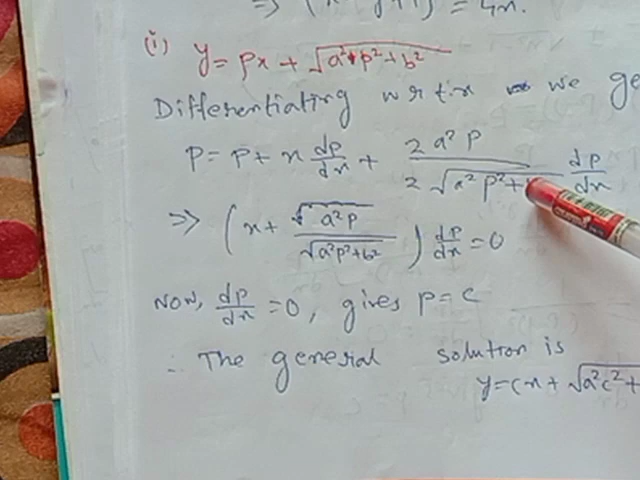 ⇒ = 4x.
(i) y = px + √a²p²+b²
Differentiating w.r.t.x we ge
p = p + x dp/dx + 2a²p / 2√a²p²+ dp/dx
⇒ (x + √a²p / √a²p²+b²) dp/dx = 0
Now, dp/dx = 0, gives p = c
∴ The general solution is
y = cx + √a²c²+